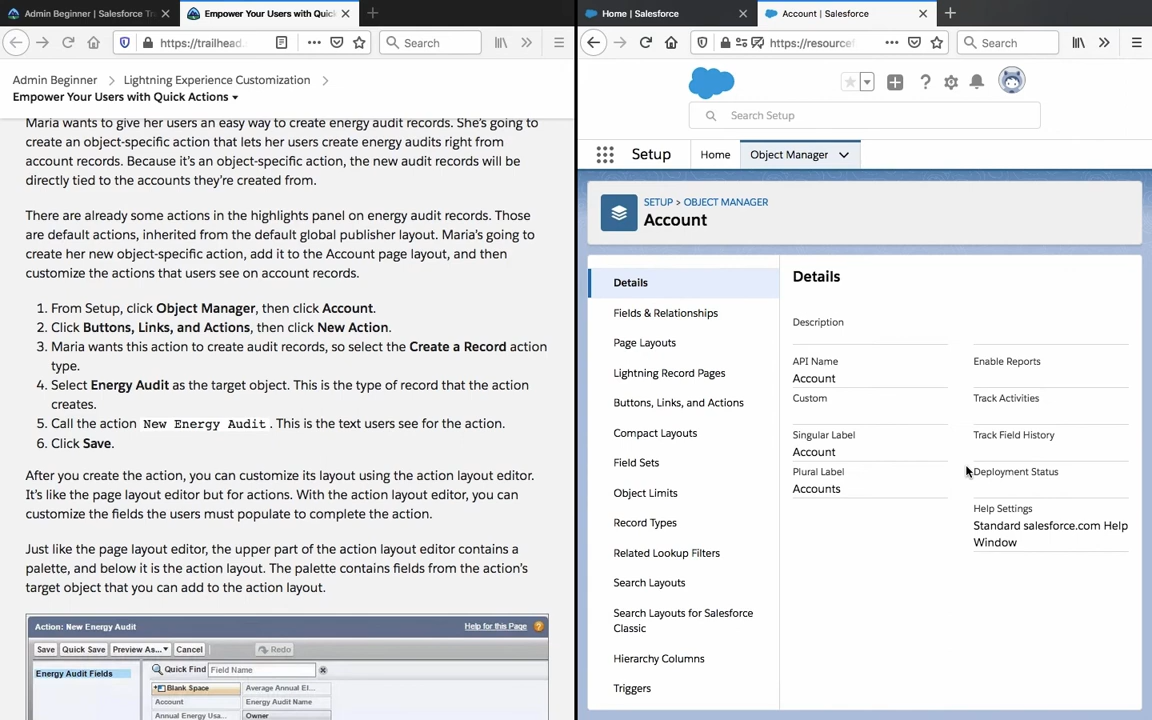 Admin Beginner | Salesforce Tr
Empower Your Users with Quic
https://trailhead.
Search
Admin Beginner
Lightning Experience Customization
Empower Your Users with Quick Actions
Maria wants to give her users an easy way to create energy audit records. She's going to
create an object-specific action that lets her users create energy audits right from
account records. Because it's an object-specific action, the new audit records will be
directly tied to the accounts they're created from.
There are already some actions in the highlights panel on energy audit records. Those
are default actions, inherited from the default global publisher layout. Maria's going to
create her new object-specific action, add it to the Account page layout, and then
customize the actions that users see on account records.
1. From Setup, click Object Manager, then click Account.
2. Click Buttons, Links, and Actions, then click New Action.
3. Maria wants this action to create audit records, so select the Create a Record action
type.
4. Select Energy Audit as the target object. This is the type of record that the action
creates.
5. Call the action New Energy Audit. This is the text users see for the action.
6. Click Save.
After you create the action, you can customize its layout using the action layout editor.
It's like the page layout editor but for actions. With the action layout editor, you can
customize the fields the users must populate to complete the action.
Just like the page layout editor, the upper part of the action layout editor contains a
palette, and below it is the action layout. The palette contains fields from the action's
target object that you can add to the action layout.
Action: New Energy Audit
Help for this Page
Save
Quick Save
Preview As...
Cancel
Redo
Energy Audit Fields
Quick Find
Field Name
Blank Space
Average Annual El...
Account
Energy Audit Name
Annual Energy Usa...
Owner
Home | Salesforce
Account | Salesforce
https://resource
Search
Search Setup
Setup
Home
Object Manager
SETUP > OBJECT MANAGER
Account
Details
Fields & Relationships
Page Layouts
Lightning Record Pages
Buttons, Links, and Actions
Compact Layouts
Field Sets
Object Limits
Record Types
Related Lookup Filters
Search Layouts
Search Layouts for Salesforce
Classic
Hierarchy Columns
Triggers
Details
Description
API Name
Account
Custom
Singular Label
Account
Plural Label
Accounts
Enable Reports
Track Activities
Track Field History
Deployment Status
Help Settings
Standard salesforce.com Help
Window